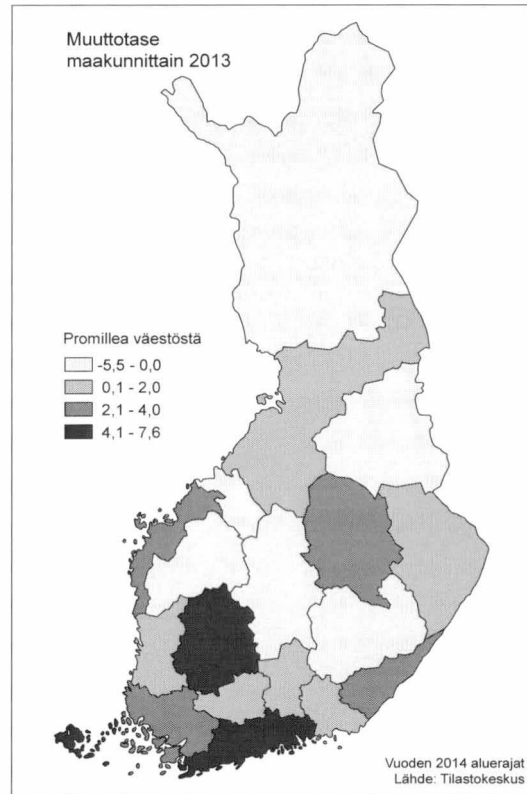 Muuttotase
maakunnittain 2013
Promillea väestöstä
-5,5 - 0,0
0,1 - 2,0
2,1 - 4,0
4,1 - 7,6
Vuoden 2014 aluerajat
Lähde: Tilastokeskus